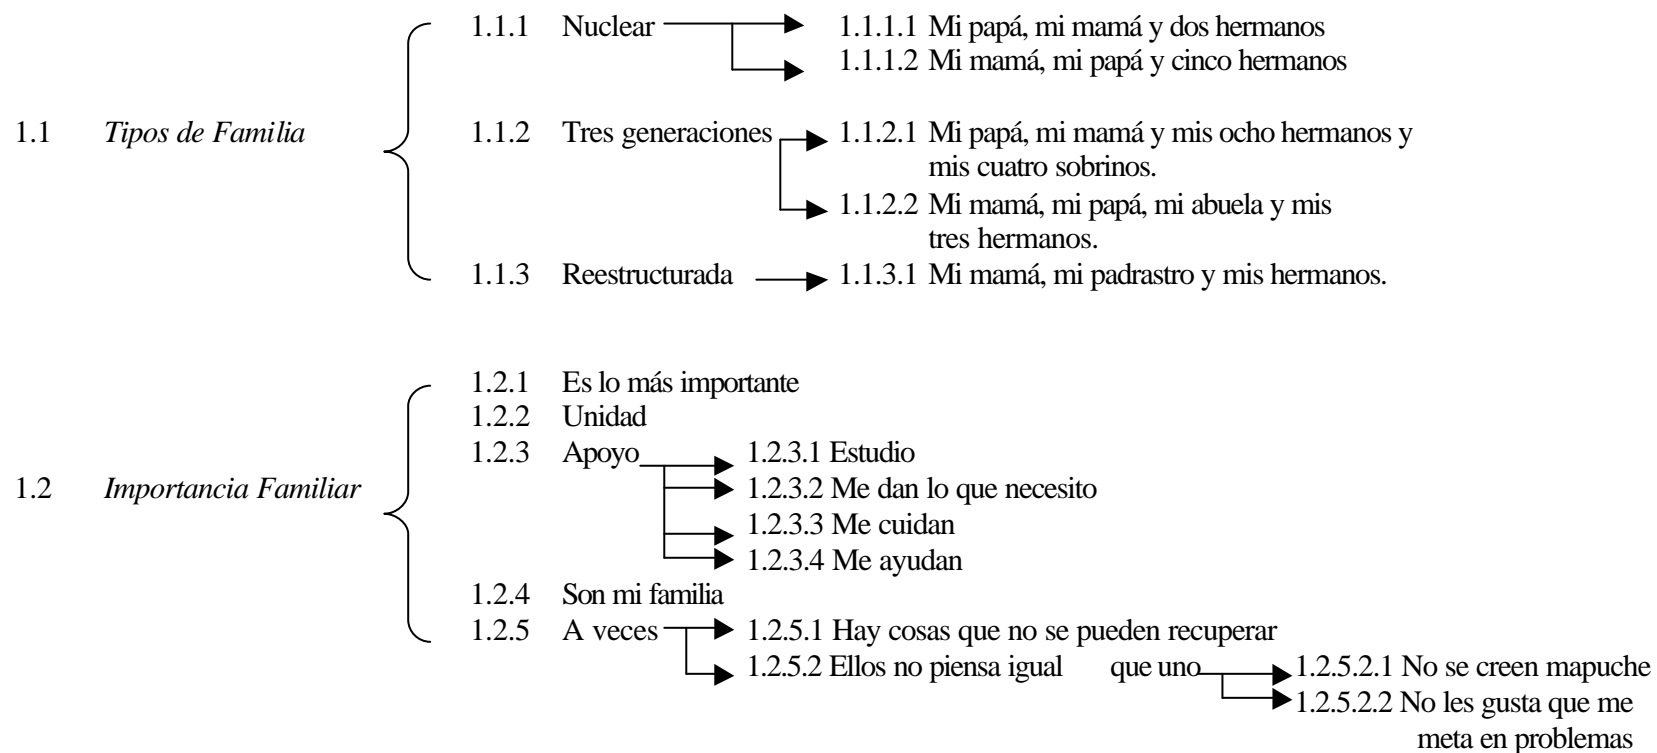 1.1.1 Nuclear 1.1.1.1 Mi papá, mi mamá y dos hermanos
1.1.1.2 Mi mamá, mi papá y cinco hermanos
1.1 Tipos de Familia 1.1.2 Tres generaciones 1.1.2.1 Mi papá, mi mamá y mis ocho hermanos y
mis cuatro sobrinos.
1.1.2.2 Mi mamá, mi papá, mi abuela y mis
tres hermanos.
1.1.3 Reestructurada 1.1.3.1 Mi mamá, mi padrastro y mis hermanos.
1.2.1 Es lo más importante
1.2.2 Unidad
1.2.3 Apoyo 1.2.3.1 Estudio
1.2 Importancia Familiar 1.2.3.2 Me dan lo que necesito
1.2.3.3 Me cuidan
1.2.3.4 Me ayudan
1.2.4 Son mi familia
1.2.5 A veces 1.2.5.1 Hay cosas que no se pueden recuperar
1.2.5.2 Ellos no piensa igual que uno 1.2.5.2.1 No se creen mapuche
1.2.5.2.2 No les gusta que me
meta en problemas